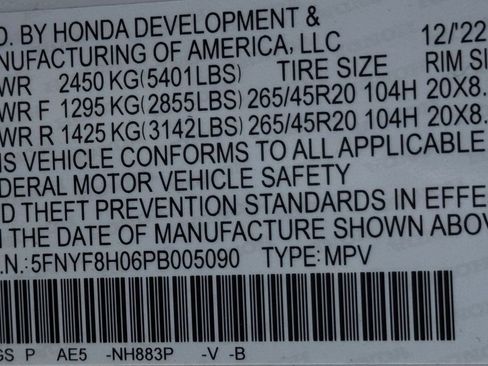 D. BY HONDA DEVELOPMENT &
NUFACTURING OF AMERICA, LLC 12/'22
WR 2450 KG(5401LBS) TIRE SIZE RIM SI
WR F 1295 KG(2855LBS) 265/45R20 104H 20X8.
WR R 1425 KG(3142LBS) 265/45R20 104H 20X8.
IS VEHICLE CONFORMS TO ALL APPLICABLE
EDERAL MOTOR VEHICLE SAFETY
D THEFT PREVENTION STANDARDS IN EFFE
N THE DATE OF MANUFACTURE SHOWN ABOV
.N.:5FNYF8H06PB005090 TYPE:MPV
GS P AE5 -NH883P -V -B